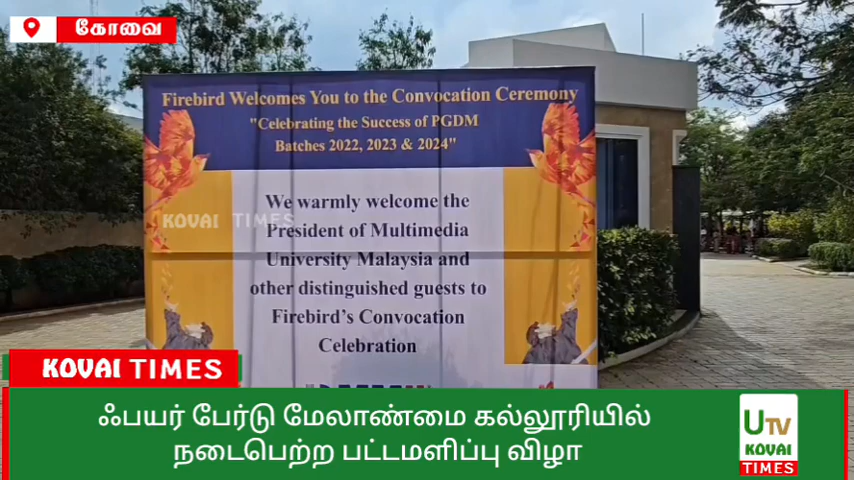 கோவை
Firebird Welcomes You to the Convocation Ceremony
"Celebrating the Success of PGDM
Batches 2022, 2023 & 2024"
KOVAI TIMES
We warmly welcome the
President of Multimedia
University Malaysia and
other distinguished guests to
Firebird's Convocation
Celebration
KOVAI TIMES
ஃபயர் பேர்டு மேலாண்மை கல்லூரியில்
நடைபெற்ற பட்டமளிப்பு விழா
UTV
KOVAI
TIMES